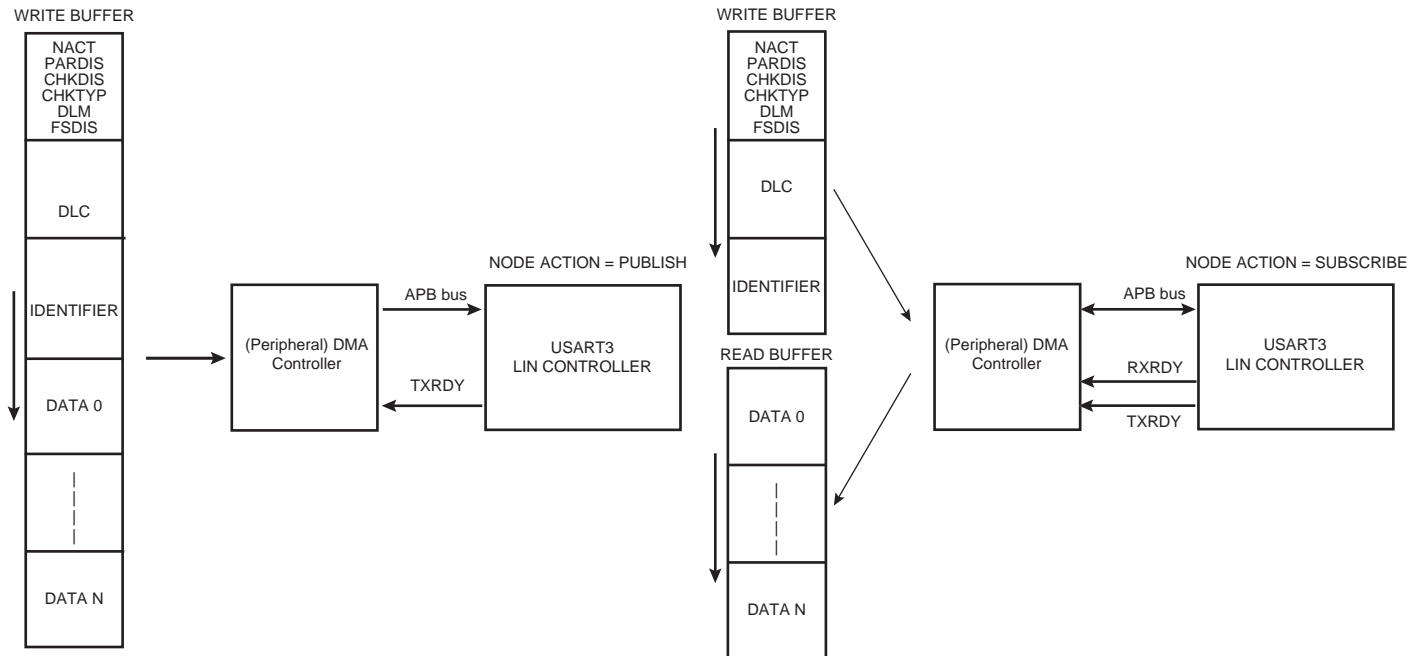 WRITE BUFFER
NACT
PARDIS
CHKDIS
CHKTYP
DLM
FSDIS
DLC
IDENTIFIER
DATA 0
DATA N
(Peripheral) DMA
Controller
APB bus
TXRDY
NODE ACTION = PUBLISH
USART3
LIN CONTROLLER
WRITE BUFFER
NACT
PARDIS
CHKDIS
CHKTYP
DLM
FSDIS
DLC
IDENTIFIER
READ BUFFER
DATA 0
DATA N
(Peripheral) DMA
Controller
APB bus
RXRDY
TXRDY
NODE ACTION = SUBSCRIBE
USART3
LIN CONTROLLER